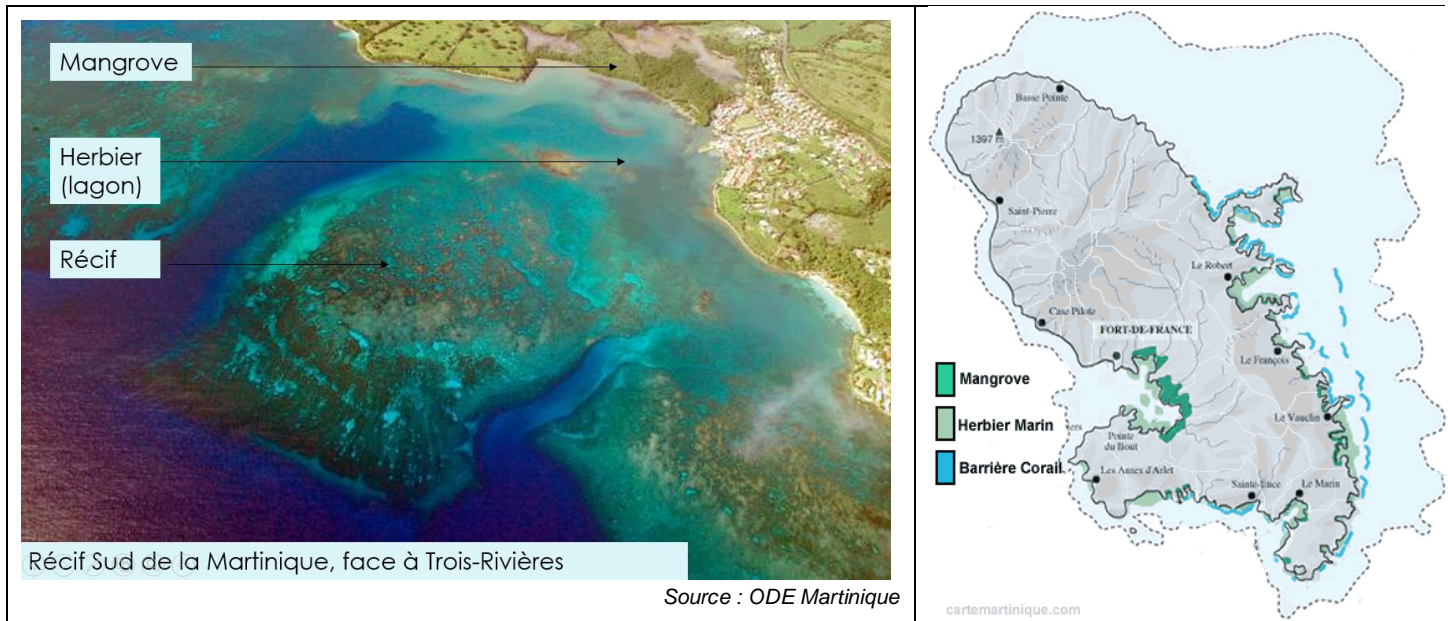 Mangrove
Herbier
(lagon)
Récif
Récif Sud de la Martinique, face à Trois-Rivières
Source : ODE Martinique
Basse Pointe
1397 m
Saint-Pierre
Le Robert
Case Pilote
FORT-DE-FRANCE
Le François
Mangrove
Herbier Marin
Le Vauclin
iers
Pointe
du Bout
Barrière Corail
Les Anses d'Arlet
Sainte-Luce
Le Marin
cartemartinique.com